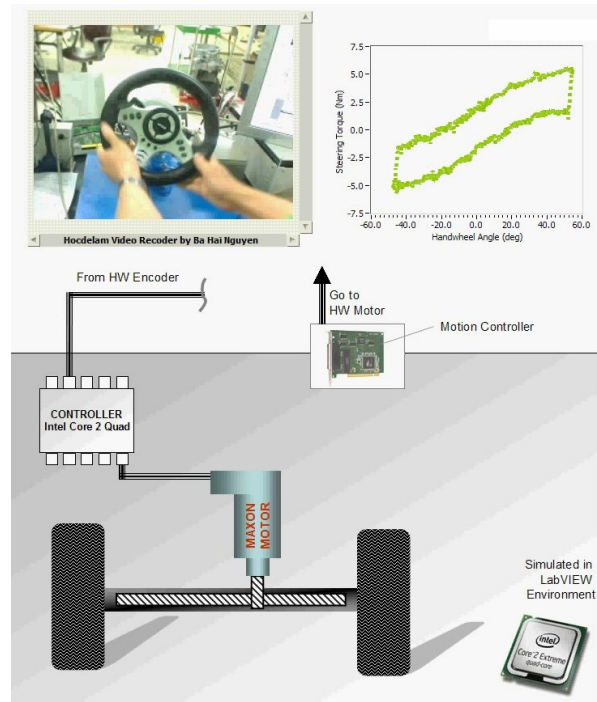 Hocdelam Video Recoder by Ba Hai Nguyen
Steering Torque (Nm)
7.5
5.0
2.5
0.0
-2.5
-5.0
-7.5
-60.0 -40.0 -20.0 0.0 20.0 40.0 60.0
Handwheel Angle (deg)
From HW Encoder
Go to
HW Motor
Motion Controller
CONTROLLER
Intel Core 2 Quad
MAXON
MOTOR
Simulated in
LabVIEW
Environment
intel
Core 2 Extreme
quad-core